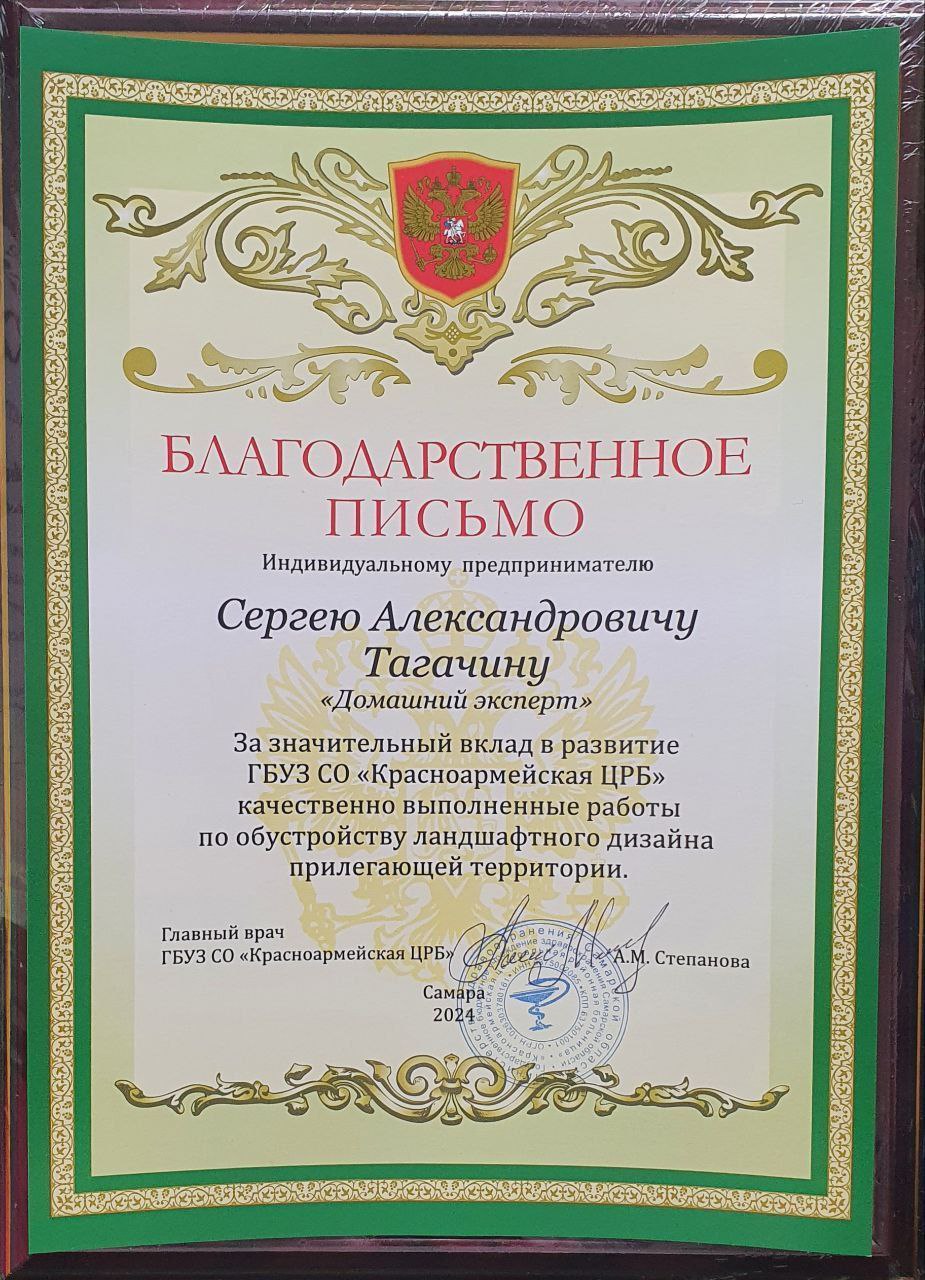 БЛАГОДАРСТВЕННОЕ
ПИСЬМО
Индивидуальному предпринимателю
Сергею Александровичу
Тагачину
«Домашний эксперт»
За значительный вклад в развитие
ГБУЗ СО «Красноармейская ЦРБ»
качественно выполненные работы
по обустройству ландшафтного дизайна
прилегающей территории.
Главный врач
ГБУЗ СО «Красноармейская ЦРБ»
А.М. Степанова
Самара
2024